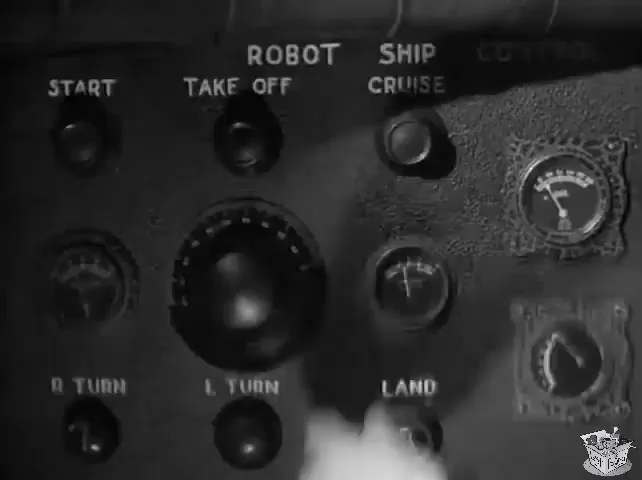 ROBOT SHIP CONTROL
START TAKE OFF CRUISE
R TURN L TURN LAND